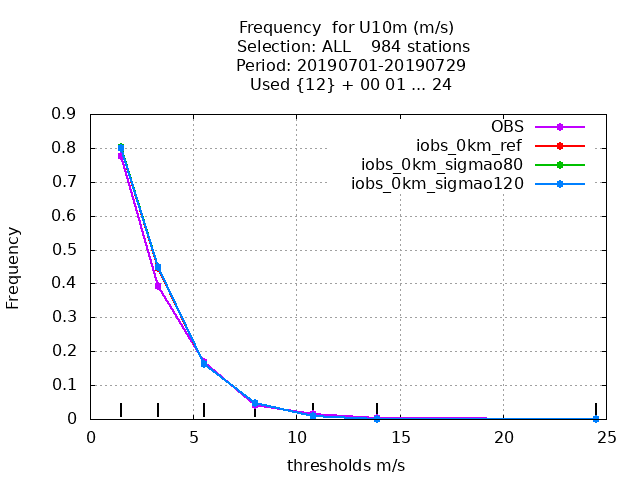 Frequency  for U10m (m/s)
Selection: ALL    984 stations
Period: 20190701-20190729
Used {12} + 00 01 ... 24
OBS
iobs_0km_ref
iobs_0km_sigmao80
iobs_0km_sigmao120
Frequency
0.9
0.8
0.7
0.6
0.5
0.4
0.3
0.2
0.1
0
0 5 10 15 20 25
thresholds m/s